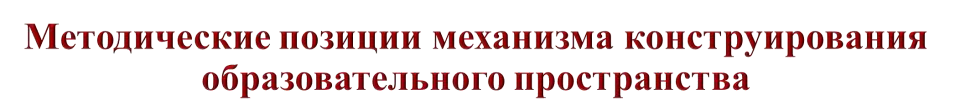 Методические позиции механизма конструирования
образовательного пространства